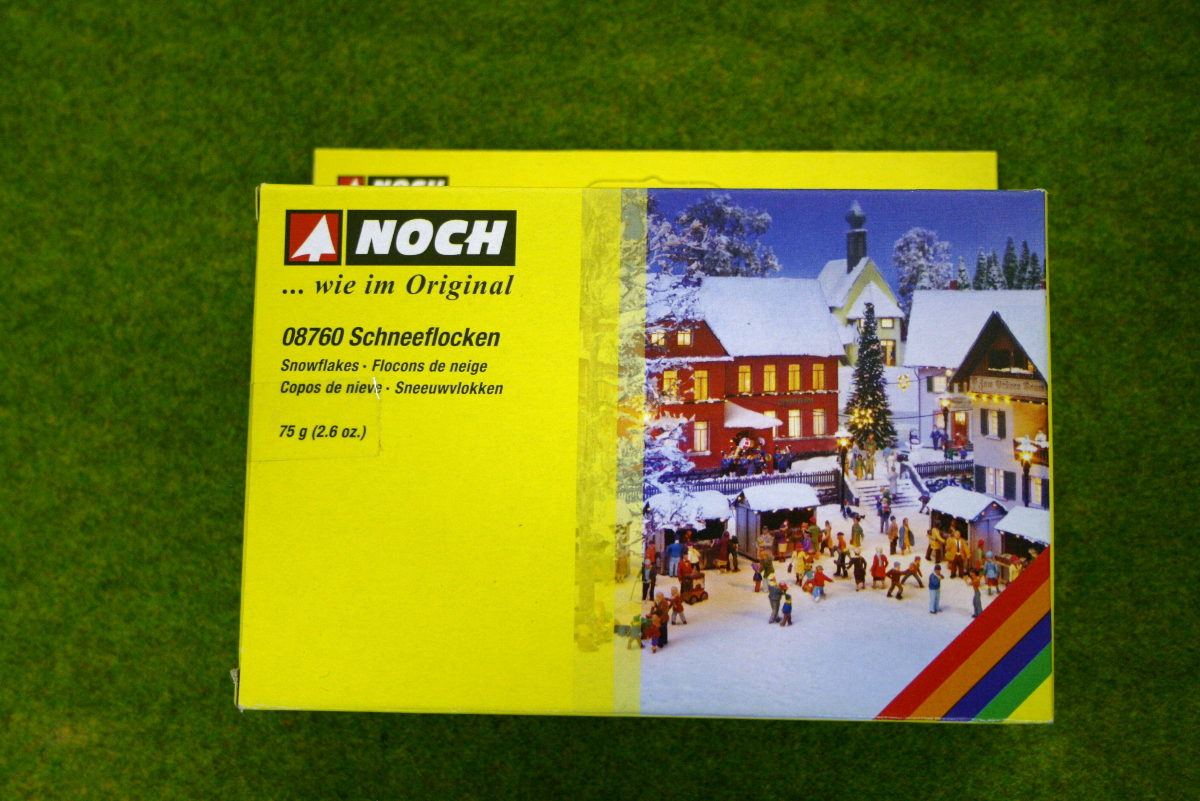 NOCH
NOCH
... wie im Original
08760 Schneeflocken
Snowflakes · Flocons de neige
Copos de nieve · Sneeuwvlokken
75 g (2.6 oz.)